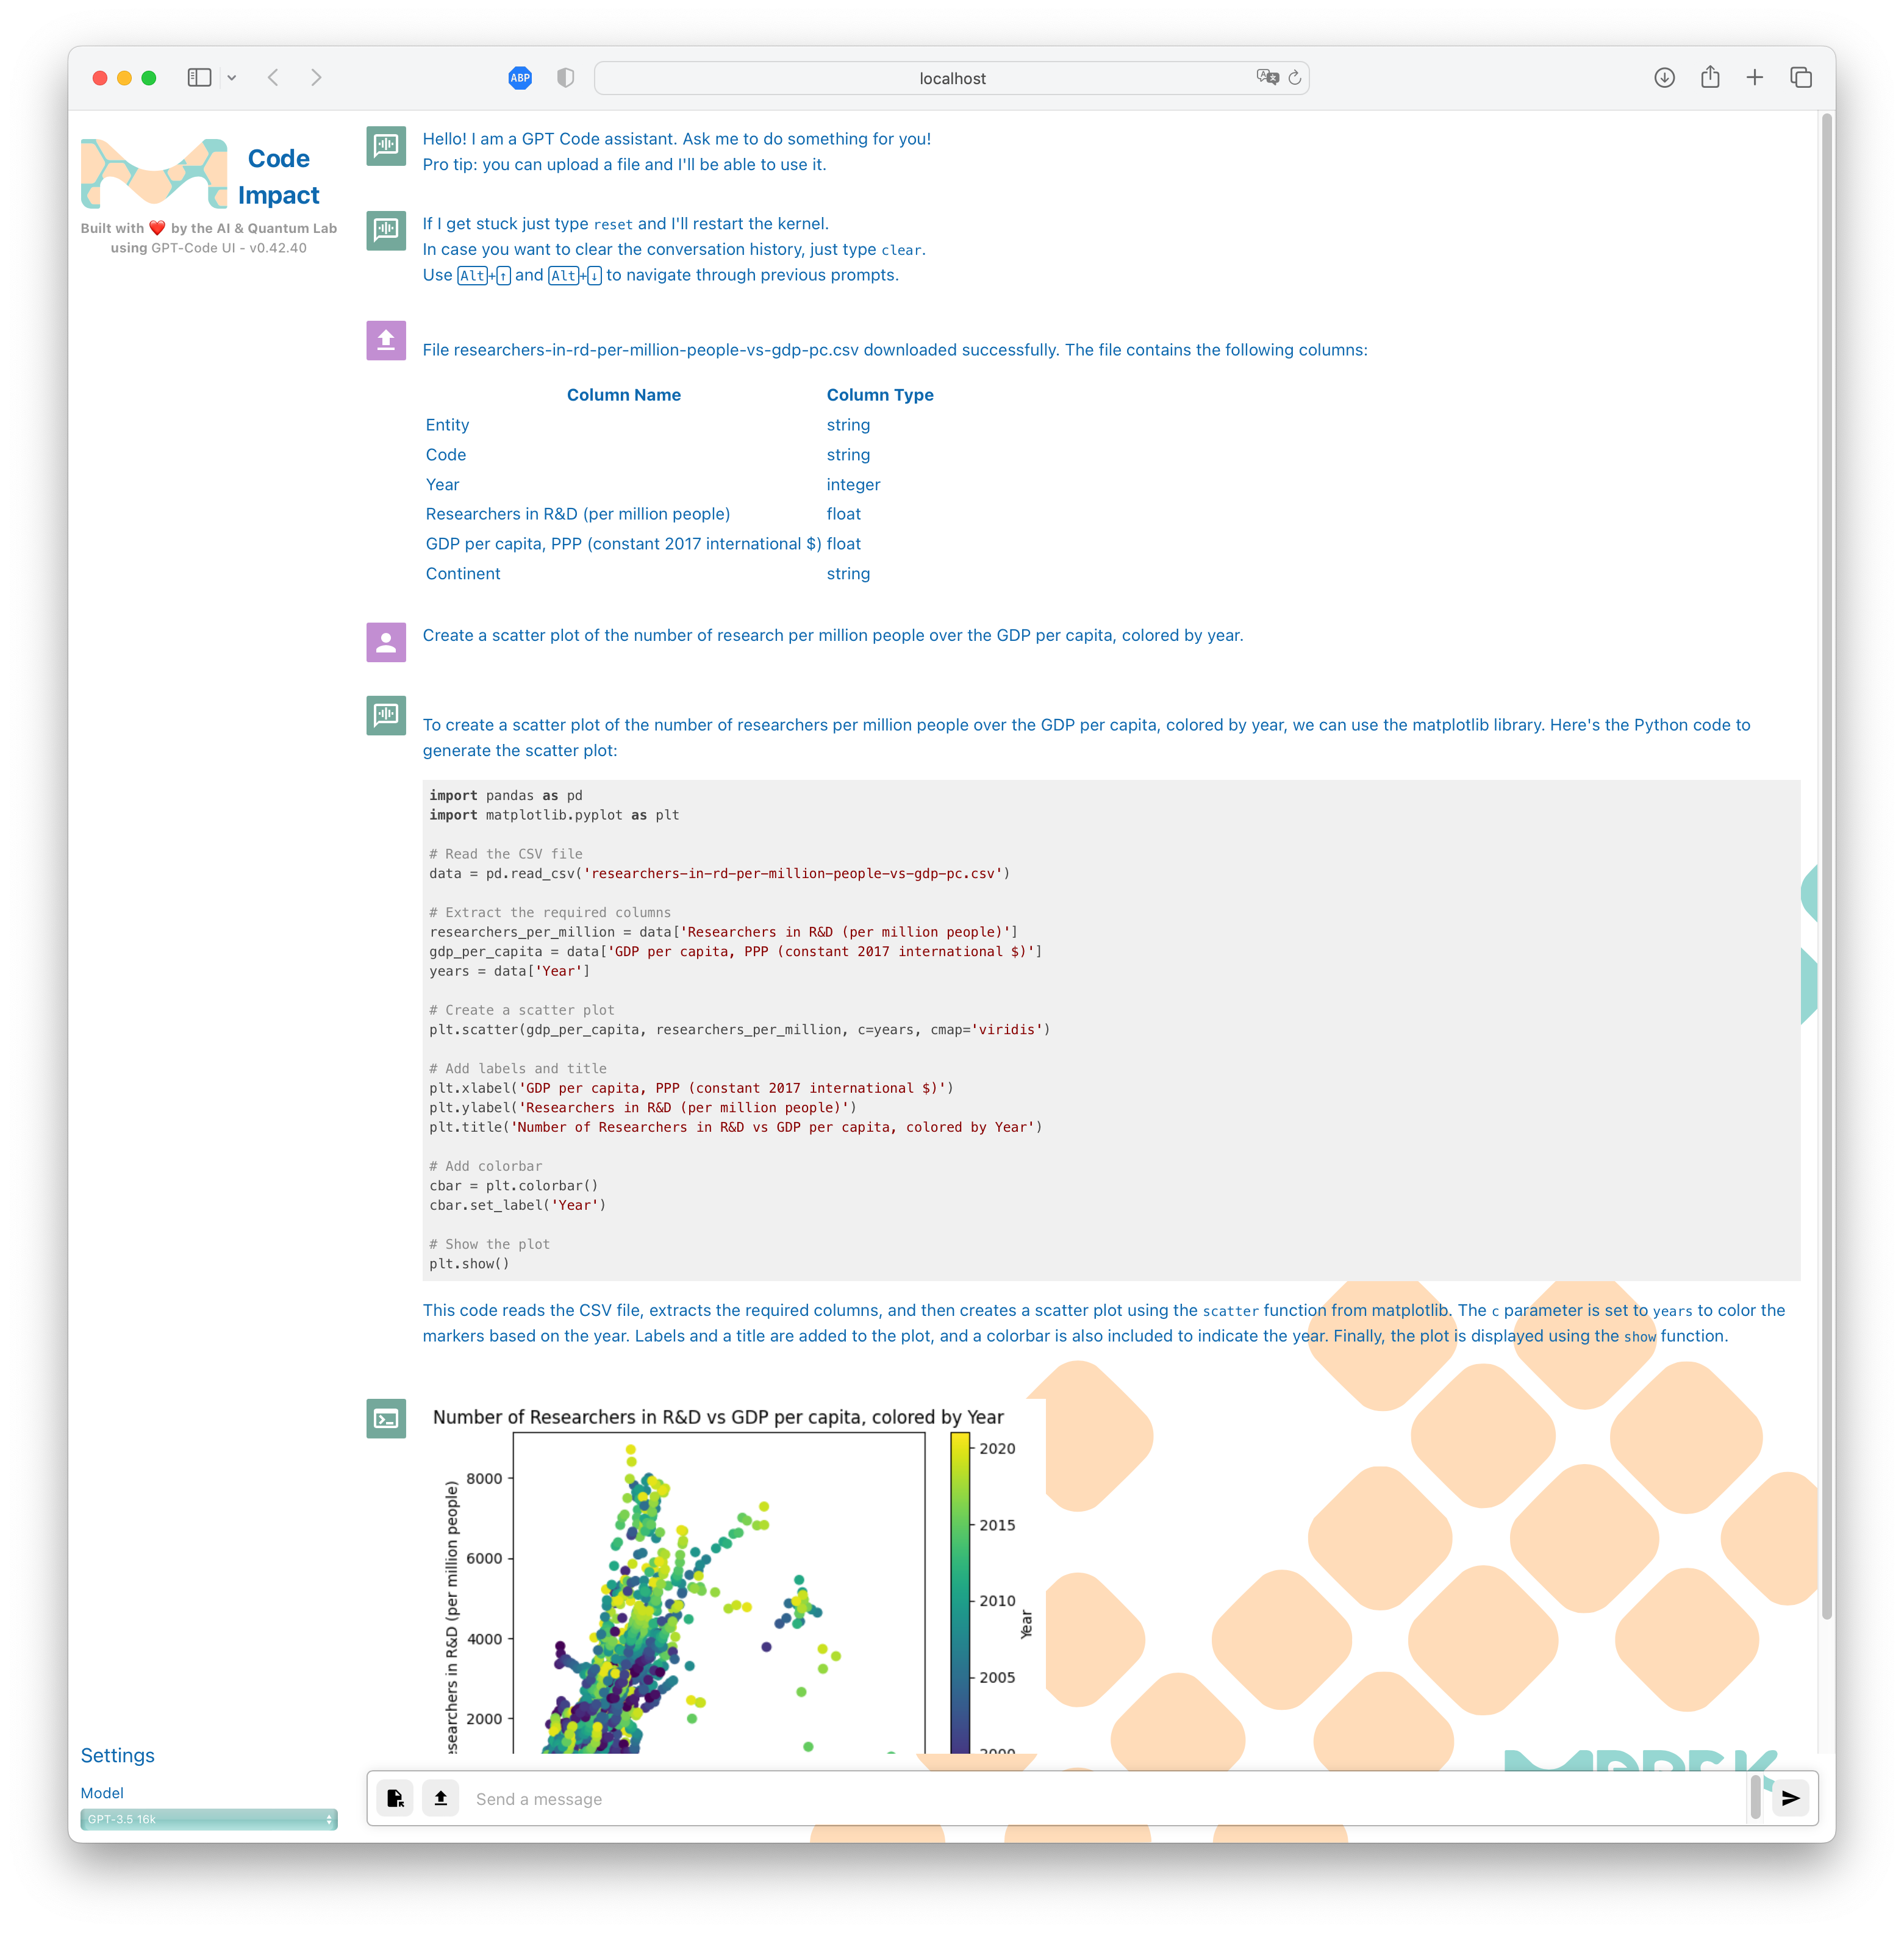 ABP
localhost
Code
Impact
Built with ❤️ by the AI & Quantum Lab
using GPT-Code UI - v0.42.40
Hello! I am a GPT Code assistant. Ask me to do something for you!
Pro tip: you can upload a file and I'll be able to use it.
If I get stuck just type reset and I'll restart the kernel.
In case you want to clear the conversation history, just type clear.
Use Alt+↑ and Alt+↓ to navigate through previous prompts.
File researchers-in-rd-per-million-people-vs-gdp-pc.csv downloaded successfully. The file contains the following columns:
Column Name Column Type
Entity string
Code string
Year integer
Researchers in R&D (per million people) float
GDP per capita, PPP (constant 2017 international $) float
Continent string
Create a scatter plot of the number of research per million people over the GDP per capita, colored by year.
To create a scatter plot of the number of researchers per million people over the GDP per capita, colored by year, we can use the matplotlib library. Here's the Python code to
generate the scatter plot:
import pandas as pd
import matplotlib.pyplot as plt
# Read the CSV file
data = pd.read_csv('researchers-in-rd-per-million-people-vs-gdp-pc.csv')
# Extract the required columns
researchers_per_million = data['Researchers in R&D (per million people)']
gdp_per_capita = data['GDP per capita, PPP (constant 2017 international $)']
years = data['Year']
# Create a scatter plot
plt.scatter(gdp_per_capita, researchers_per_million, c=years, cmap='viridis')
# Add labels and title
plt.xlabel('GDP per capita, PPP (constant 2017 international $)')
plt.ylabel('Researchers in R&D (per million people)')
plt.title('Number of Researchers in R&D vs GDP per capita, colored by Year')
# Add colorbar
cbar = plt.colorbar()
cbar.set_label('Year')
# Show the plot
plt.show()
This code reads the CSV file, extracts the required columns, and then creates a scatter plot using the scatter function from matplotlib. The c parameter is set to years to color the
markers based on the year. Labels and a title are added to the plot, and a colorbar is also included to indicate the year. Finally, the plot is displayed using the show function.
Number of Researchers in R&D vs GDP per capita, colored by Year
8000
6000
4000
2000
esearchers in R&D (per million people)
2020
2015
2010
2005
2000
Year
Settings
Model
GPT-3.5 16k
Send a message